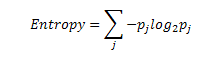 Entropy = ∑_j −p_j log_2 p_j